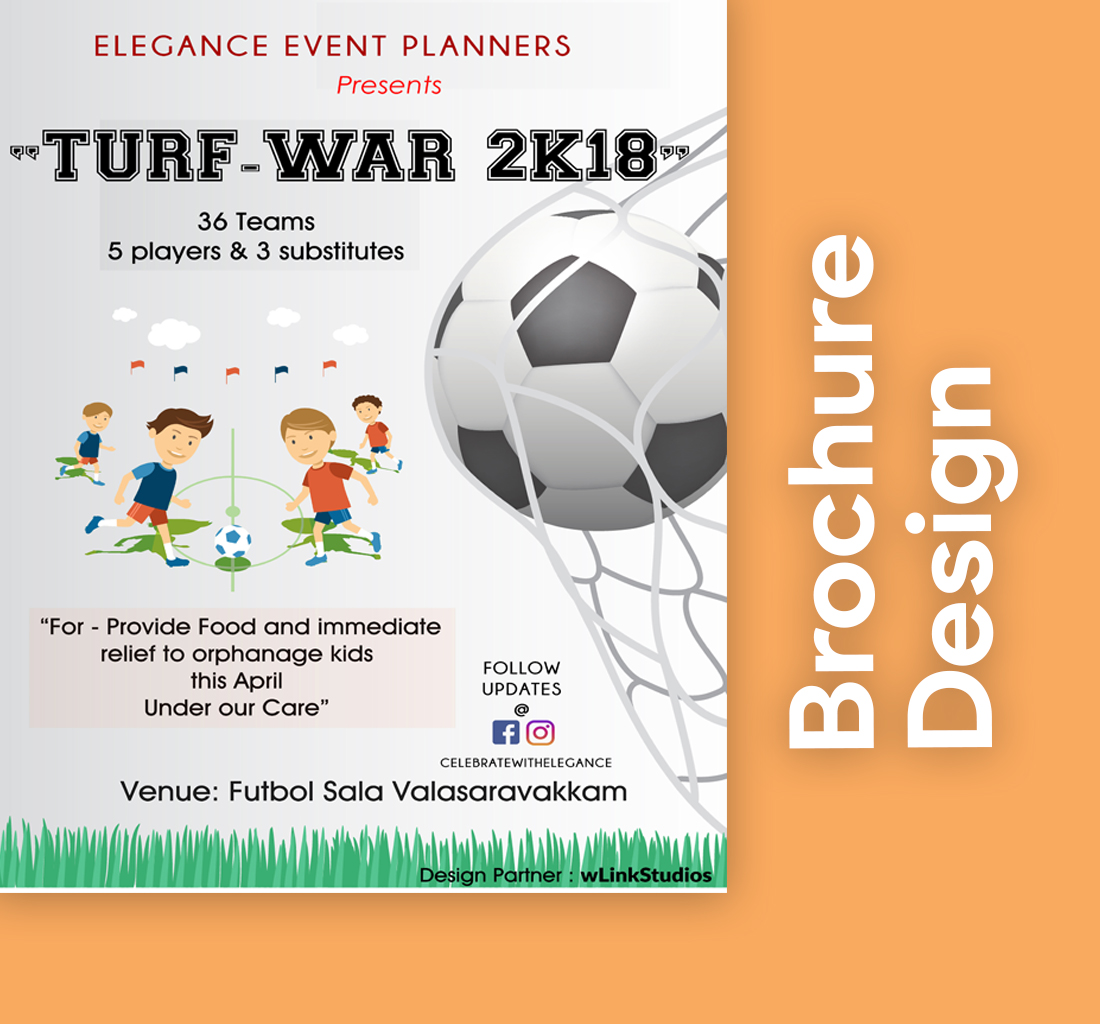 ELEGANCE EVENT PLANNERS
Presents
“TURF-WAR 2K18”
36 Teams
5 players & 3 substitutes
“For - Provide Food and immediate
relief to orphanage kids
this April
Under our Care”
FOLLOW
UPDATES
@
CELEBRATEWITHELEGANCE
Venue: Futbol Sala Valasaravakkam
Design Partner : wLinkStudios
Brochure
Design